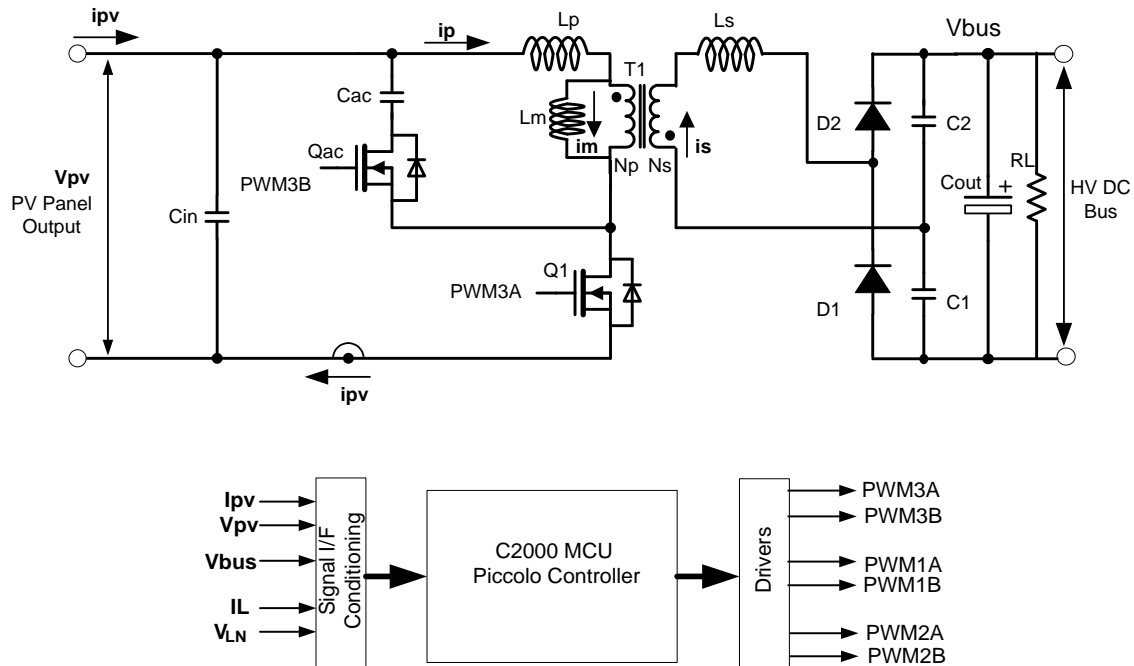 ipv
ip
Lp
Ls
Vbus
T1
Cac
Lm
im
is
Np
Ns
D2
C2
Qac
PWM3B
Vpv
PV Panel
Output
Cin
Cout
+
RL
HV DC
Bus
Q1
PWM3A
D1
C1
ipv
Ipv
Vpv
Vbus
IL
VLN
Signal I/F
Conditioning
C2000 MCU
Piccolo Controller
Drivers
PWM3A
PWM3B
PWM1A
PWM1B
PWM2A
PWM2B